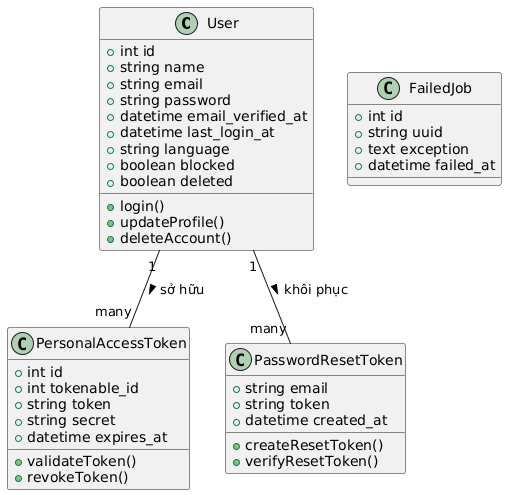 C User
int id
string name
string email
string password
datetime email_verified_at
datetime last_login_at
string language
boolean blocked
boolean deleted
login()
updateProfile()
deleteAccount()
C FailedJob
int id
string uuid
text exception
datetime failed_at
1
sở hữu
many
1
khôi phục
many
C PersonalAccessToken
int id
int tokenable_id
string token
string secret
datetime expires_at
validateToken()
revokeToken()
C PasswordResetToken
string email
string token
datetime created_at
createResetToken()
verifyResetToken()